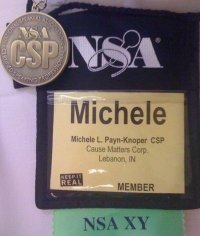 NSA
CSP
NSA
Michele
Michele L. Payn-Knoper CSP
Cause Matters Corp.
Lebanon, IN
KEEP IT
REAL
MEMBER
NSA XY